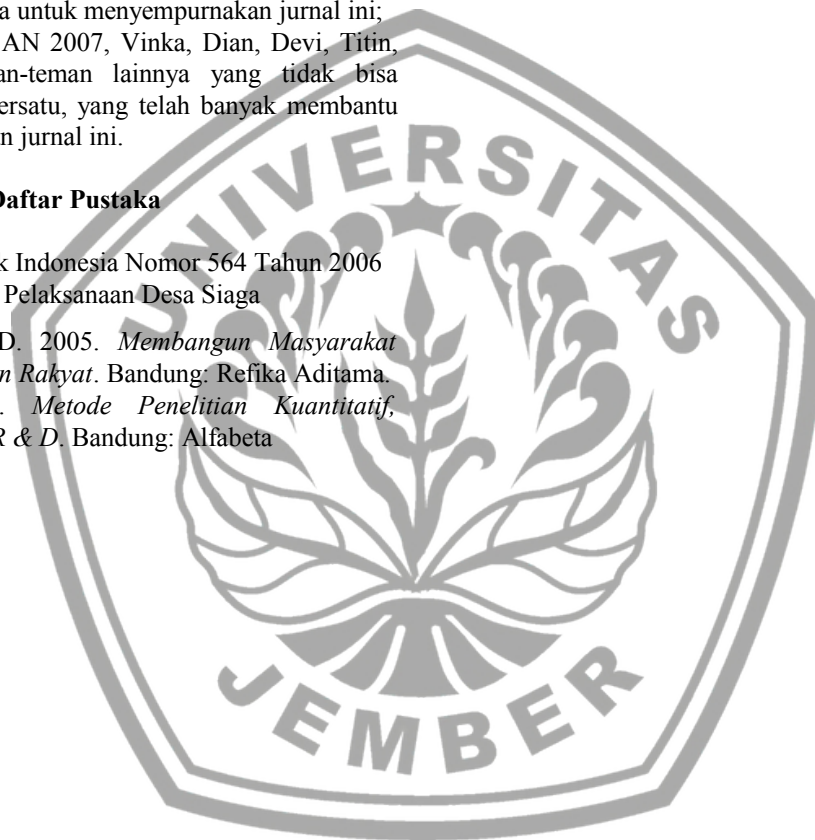 a untuk menyempurnakan jurnal ini;
AN 2007, Vinka, Dian, Devi, Titin,
an-teman lainnya yang tidak bisa
ersatu, yang telah banyak membantu
n jurnal ini.
Daftar Pustaka
k Indonesia Nomor 564 Tahun 2006
Pelaksanaan Desa Siaga
D. 2005. Membangun Masyarakat
n Rakyat. Bandung: Refika Aditama.
. Metode Penelitian Kuantitatif,
R & D. Bandung: Alfabeta
UNIVERSITAS
JEMBER